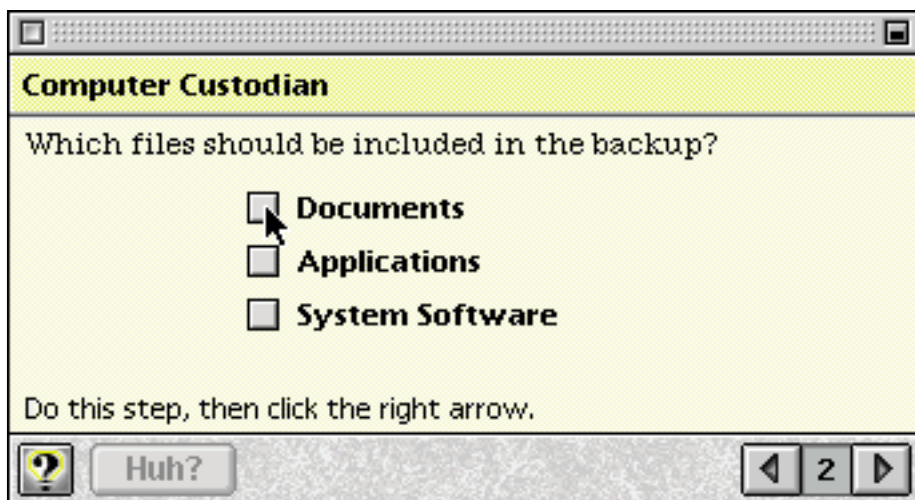 Computer Custodian
Which files should be included in the backup?
Documents
Applications
System Software
Do this step, then click the right arrow.
?
Huh?
2